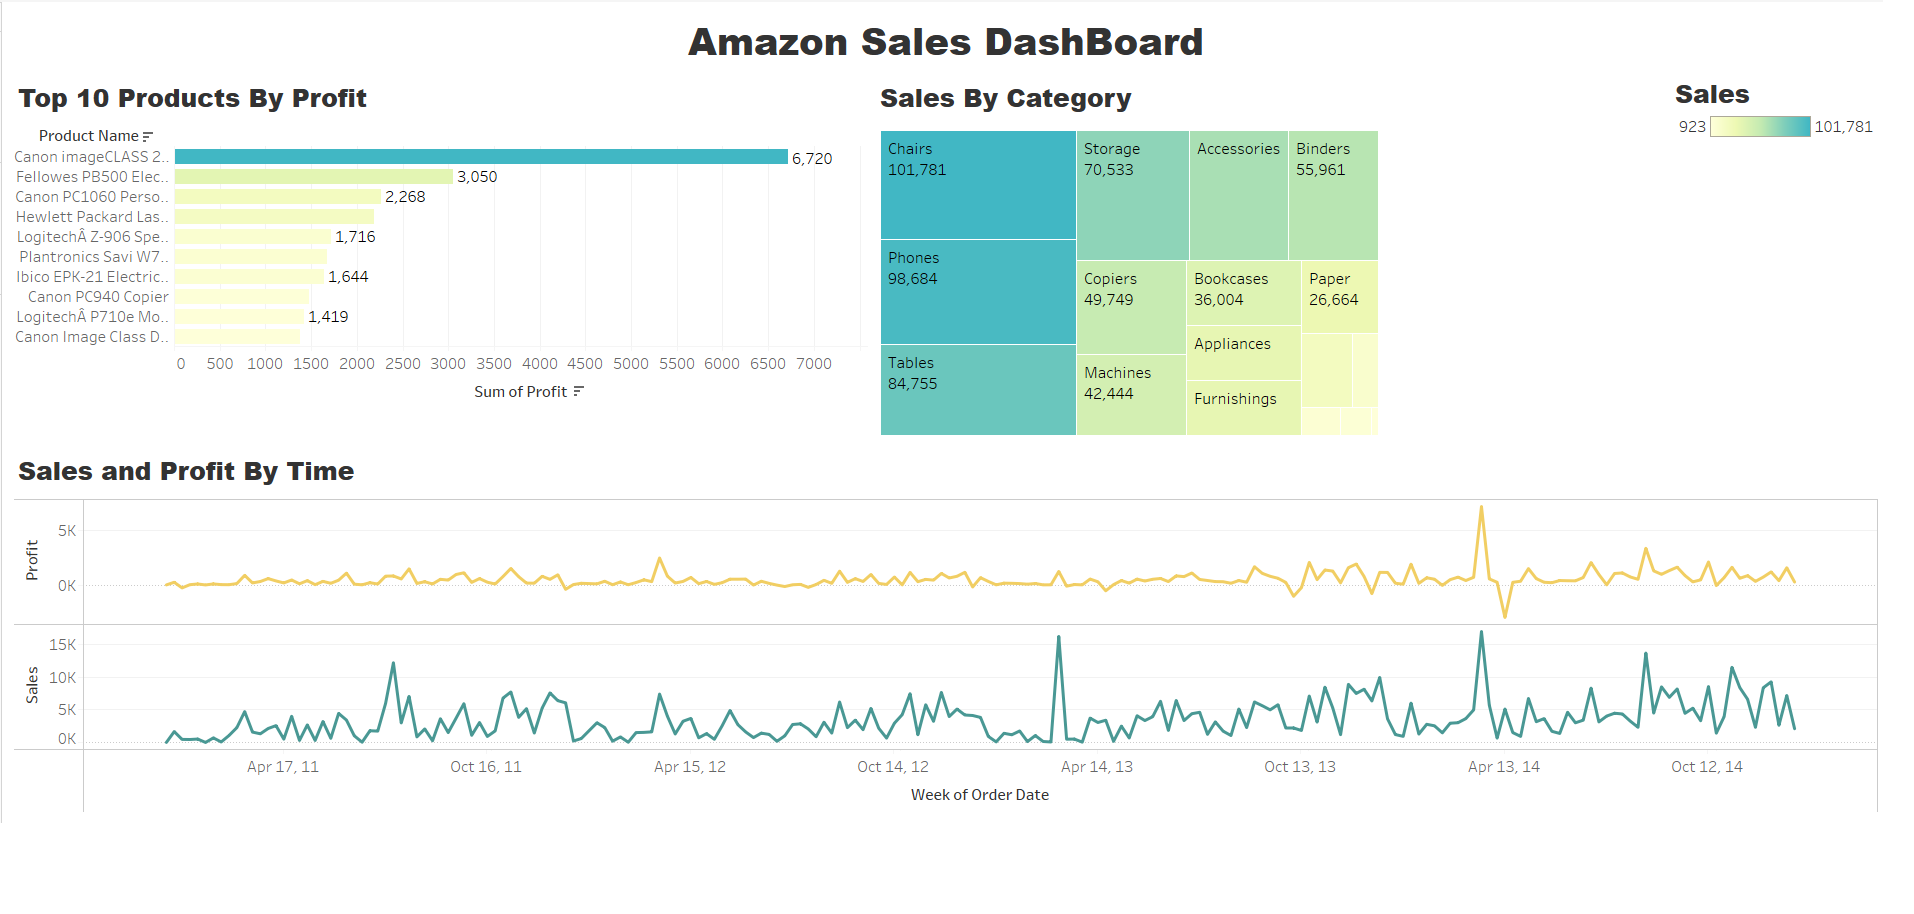 Amazon Sales DashBoard
Top 10 Products By Profit
Product Name
Canon imageCLASS 2..
6,720
Fellowes PB500 Elec..
3,050
Canon PC1060 Perso..
2,268
Hewlett Packard Las..
LogitechÂ Z-906 Spe..
1,716
Plantronics Savi W7..
Ibico EPK-21 Electric..
1,644
Canon PC940 Copier
LogitechÂ P710e Mo..
1,419
Canon Image Class D..
0 500 1000 1500 2000 2500 3000 3500 4000 4500 5000 5500 6000 6500 7000
Sum of Profit
Sales By Category
Chairs
101,781
Phones
98,684
Tables
84,755
Storage
70,533
Accessories
Binders
55,961
Copiers
49,749
Machines
42,444
Bookcases
36,004
Appliances
Furnishings
Paper
26,664
Sales
923 101,781
Sales and Profit By Time
Profit
5K
0K
Sales
15K
10K
5K
0K
Apr 17, 11 Oct 16, 11 Apr 15, 12 Oct 14, 12 Apr 14, 13 Oct 13, 13 Apr 13, 14 Oct 12, 14
Week of Order Date